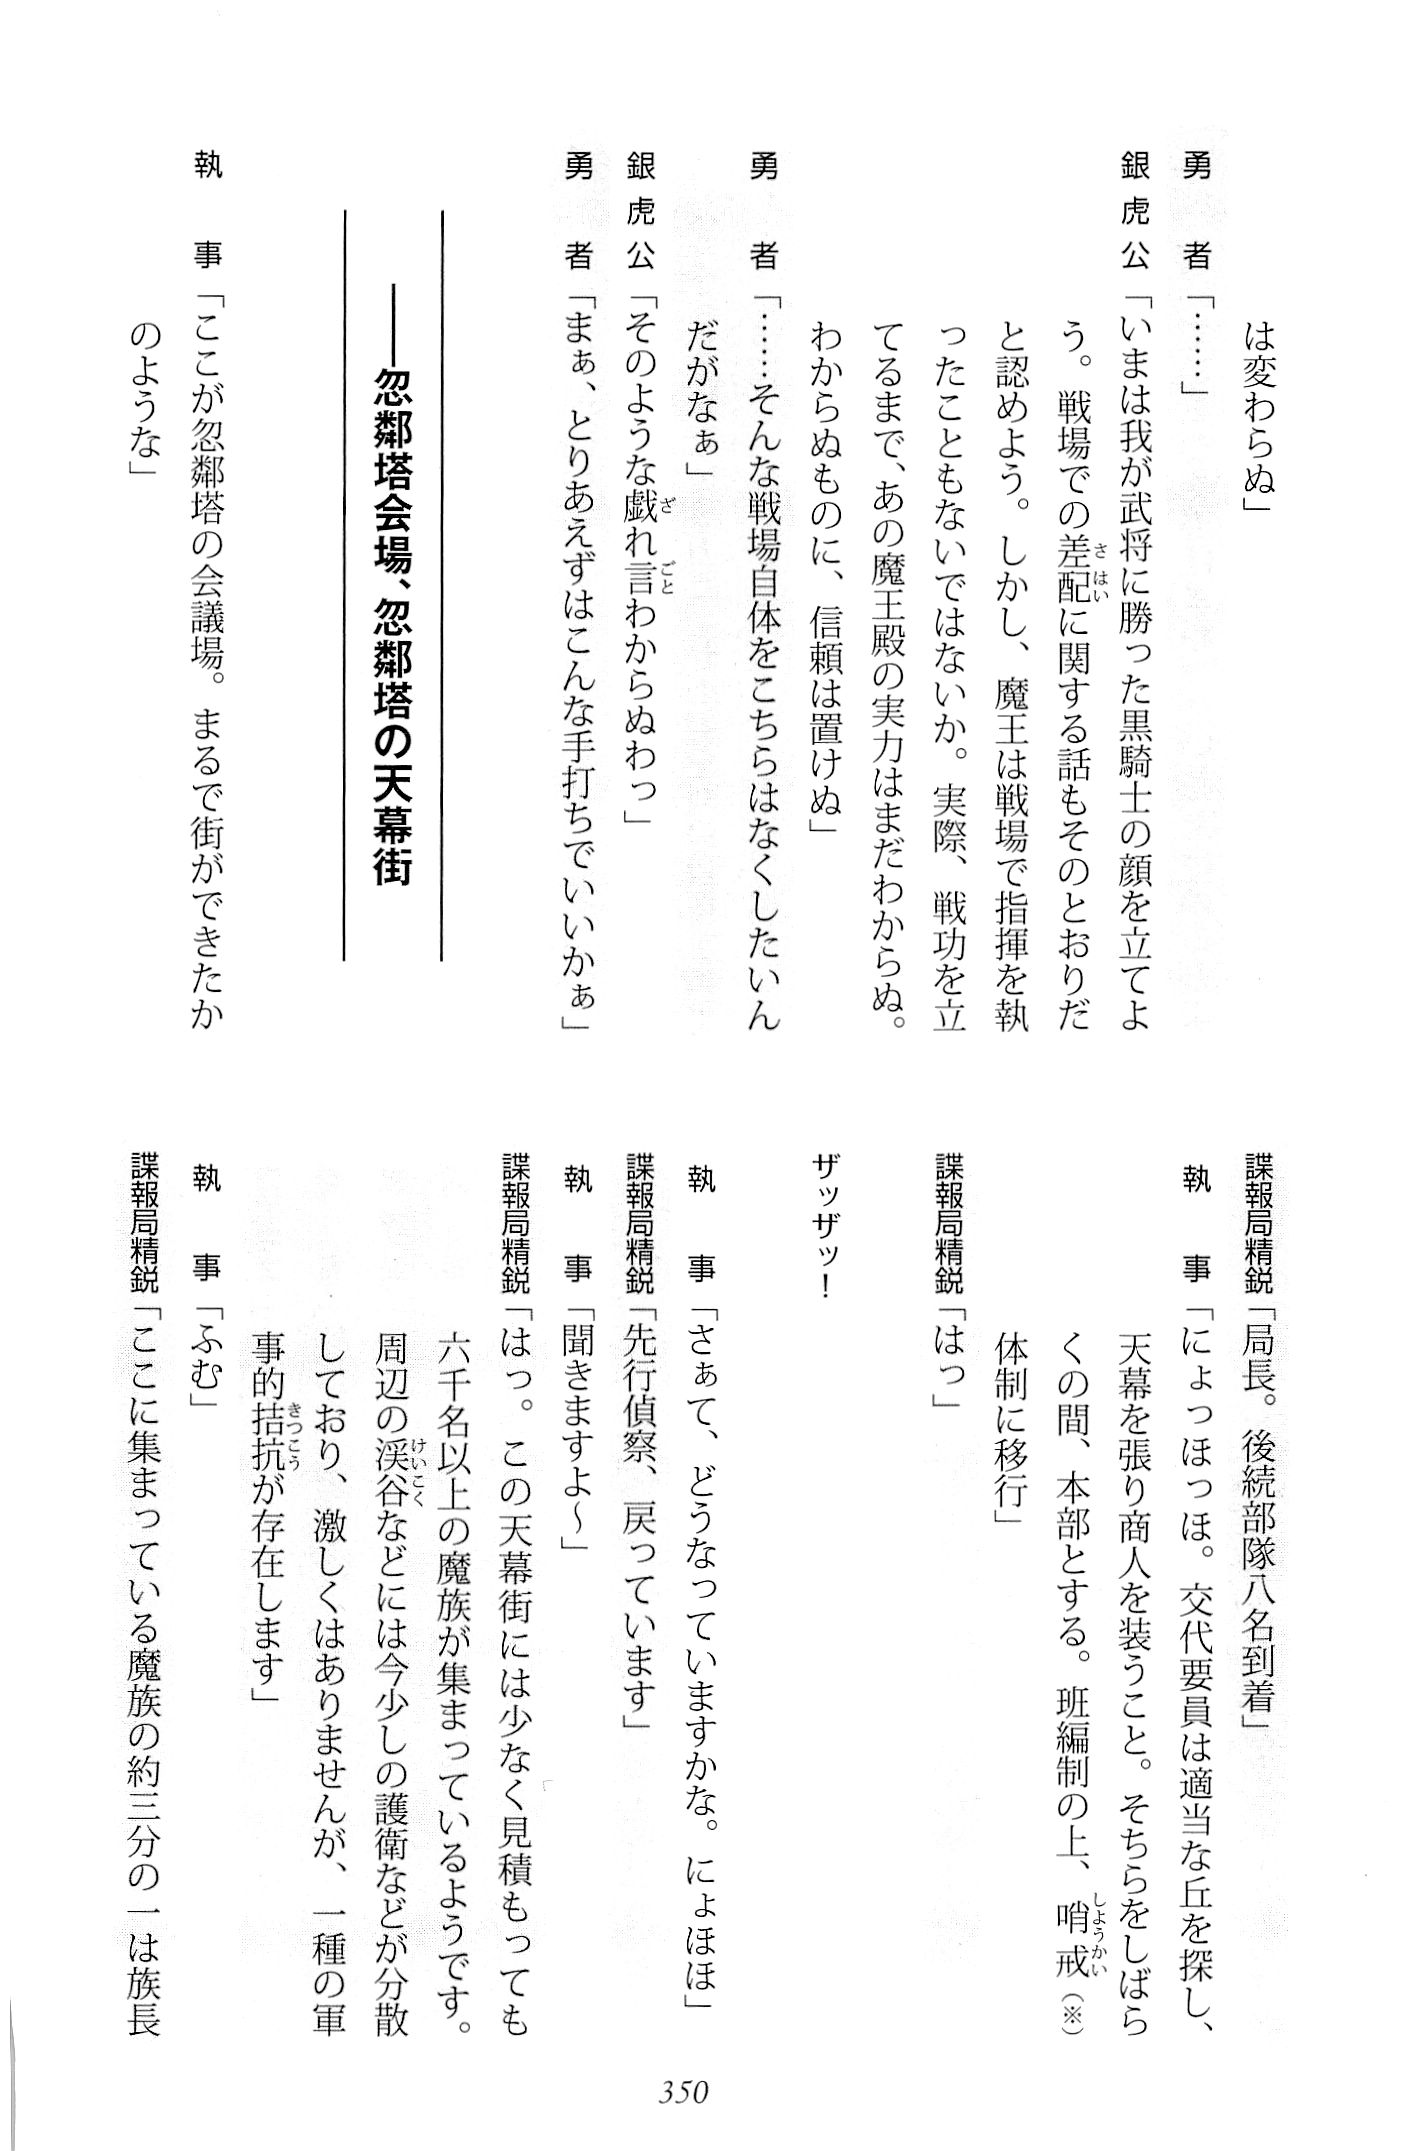 は変わらぬ」
勇者「……」
銀虎公「いまは我が武将に勝った黒騎士の顔を立てよ
う。戦場での差配に関する話もそのとおりだ
と認めよう。しかし、魔王は戦場で指揮を執
ったこともないではないか。実際、戦功を立
てるまで、あの魔王殿の実力はまだわからぬ。
わからぬものに、信頼は置けぬ」
勇者「……そんな戦場自体をこちらはなくしたいん
だがなぁ」
銀虎公「そのような戯れ言わからぬわっ」
勇者「まぁ、とりあえずはこんな手打ちでいいかぁ」
――忽鄰塔会場、忽鄰塔の天幕街
執事「ここが忽鄰塔の会議場。まるで街ができたか
のような」
諜報局精鋭「局長。後続部隊八名到着」
執事「にょっほっほ。交代要員は適当な丘を探し、
天幕を張り商人を装うこと。そちらをしばら
くの間、本部とする。班編制の上、哨戒（※）
体制に移行」
諜報局精鋭「はっ」
ザッザッ！
執事「さぁて、どうなっていますかな。にょほほ」
諜報局精鋭「先行偵察、戻っています」
執事「聞きますよ～」
諜報局精鋭「はっ。この天幕街には少なく見積もっても
六千名以上の魔族が集まっているようです。
周辺の渓谷などには今少しの護衛などが分散
しており、激しくはありませんが、一種の軍
事的拮抗が存在します」
執事「ふむ」
諜報局精鋭「ここに集まっている魔族の約三分の一は族長
350